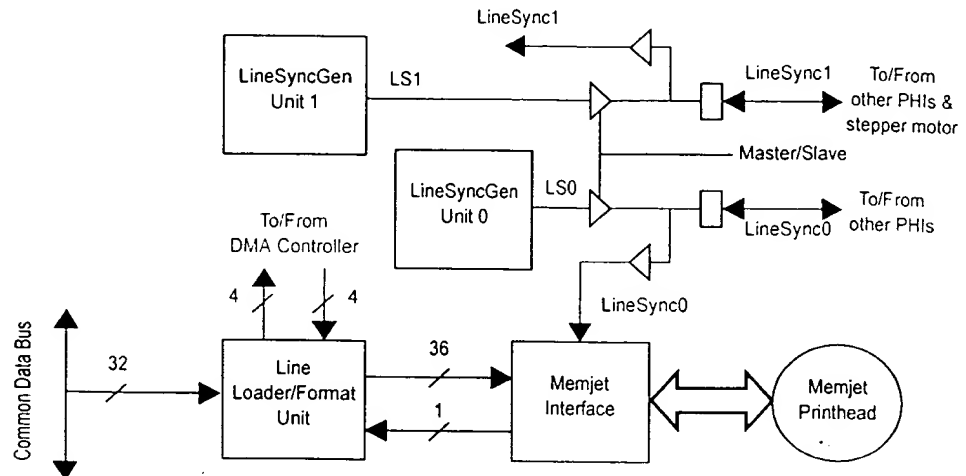 LineSync1
LineSyncGen
Unit 1
LS1
LineSync1
To/From
other PHIs &
stepper motor
Master/Slave
LineSyncGen
Unit 0
LS0
To/From
other PHIs
LineSync0
To/From
DMA Controller
4
4
LineSync0
Common Data Bus
32
Line
Loader/Format
Unit
36
1
Memjet
Interface
Memjet
Printhead